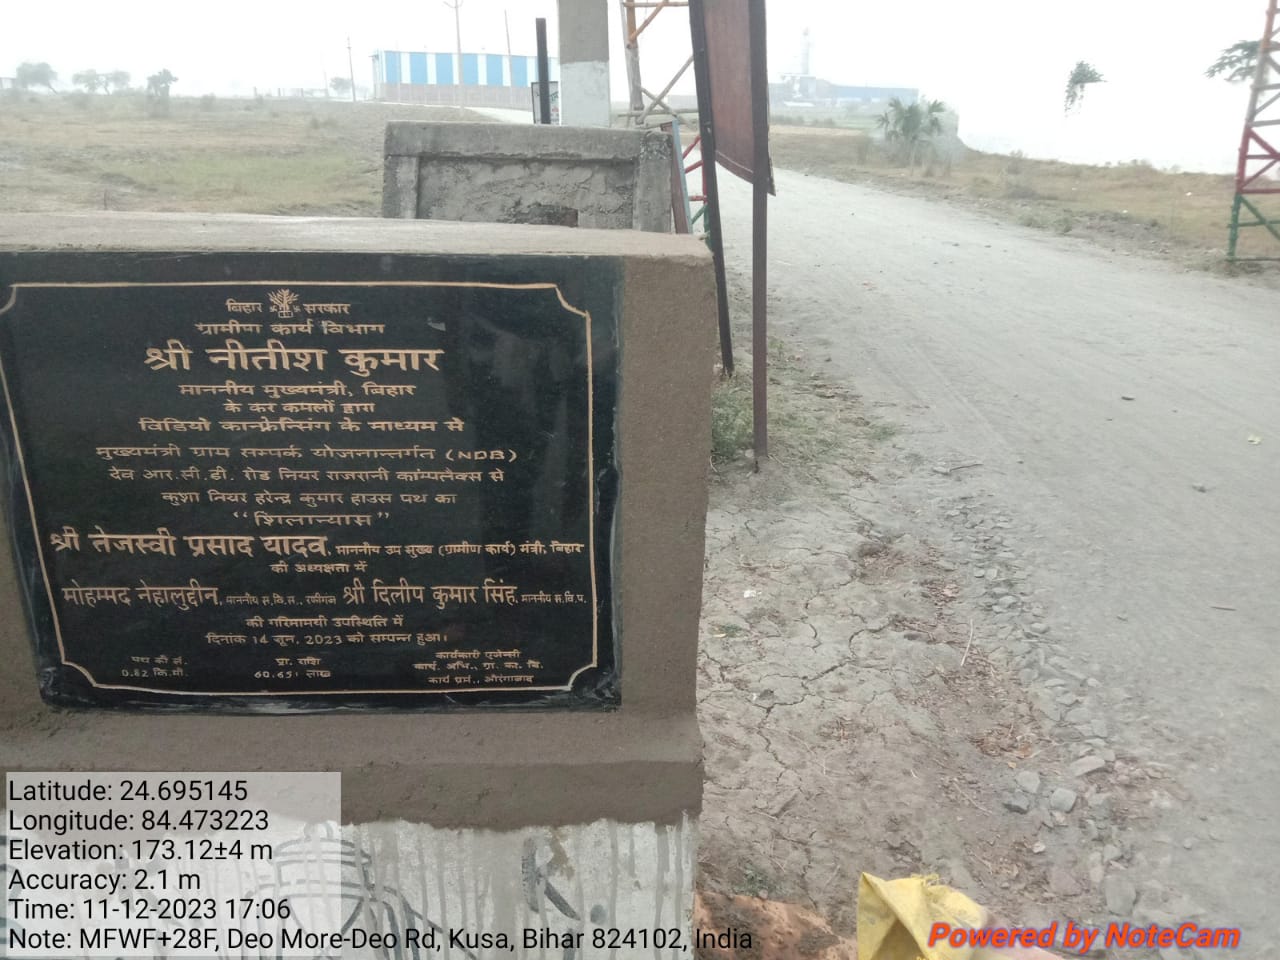 बिहार सरकार
ग्रामीण कार्य विभाग
श्री नीतीश कुमार
माननीय मुख्यमंत्री, बिहार
के कर कमलों द्वारा
विडियो कान्फ्रेन्सिंग के माध्यम से
मुख्यमंत्री ग्राम सम्पर्क योजनान्तर्गत (NDB)
देव आर.सी.डी. रोड नियर राजरानी कांम्पलैक्स से
कुशा नियर हरेन्द्र कुमार हाउस पथ का
“शिलान्यास”
श्री तेजस्वी प्रसाद यादव, माननीय उप मुख्य (ग्रामीण कार्य) मंत्री, बिहार
की अध्यक्षता में
मोहम्मद नेहालुद्दीन, माननीय स.वि.स., रफीगंज श्री दिलीप कुमार सिंह, माननीय स.वि.प.
की गरिमामयी उपस्थिति में
दिनांक 14 जून, 2023 को सम्पन्न हुआ।
पथ की लं. प्रा. राशि कार्यकारी एजेन्सी
0.82 कि.मी. 60.651 लाख कार्य. अभि., ग्रा. का. वि.
कार्य प्रमं., औरंगाबाद
Latitude: 24.695145
Longitude: 84.473223
Elevation: 173.12±4 m
Accuracy: 2.1 m
Time: 11-12-2023 17:06
Note: MFWF+28F, Deo More-Deo Rd, Kusa, Bihar 824102, India
Powered by NoteCam